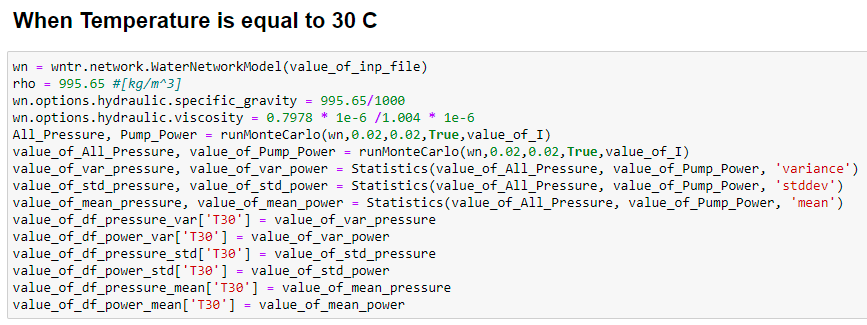 When Temperature is equal to 30 C
wn = wntr.network.WaterNetworkModel(value_of_inp_file)
rho = 995.65 #[kg/m^3]
wn.options.hydraulic.specific_gravity = 995.65/1000
wn.options.hydraulic.viscosity = 0.7978 * 1e-6 /1.004 * 1e-6
All_Pressure, Pump_Power = runMonteCarlo(wn,0.02,0.02,True,value_of_I)
value_of_All_Pressure, value_of_Pump_Power = runMonteCarlo(wn,0.02,0.02,True,value_of_I)
value_of_var_pressure, value_of_var_power = Statistics(value_of_All_Pressure, value_of_Pump_Power, 'variance')
value_of_std_pressure, value_of_std_power = Statistics(value_of_All_Pressure, value_of_Pump_Power, 'stddev')
value_of_mean_pressure, value_of_mean_power = Statistics(value_of_All_Pressure, value_of_Pump_Power, 'mean')
value_of_df_pressure_var['T30'] = value_of_var_pressure
value_of_df_power_var['T30'] = value_of_var_power
value_of_df_pressure_std['T30'] = value_of_std_pressure
value_of_df_power_std['T30'] = value_of_std_power
value_of_df_pressure_mean['T30'] = value_of_mean_pressure
value_of_df_power_mean['T30'] = value_of_mean_power